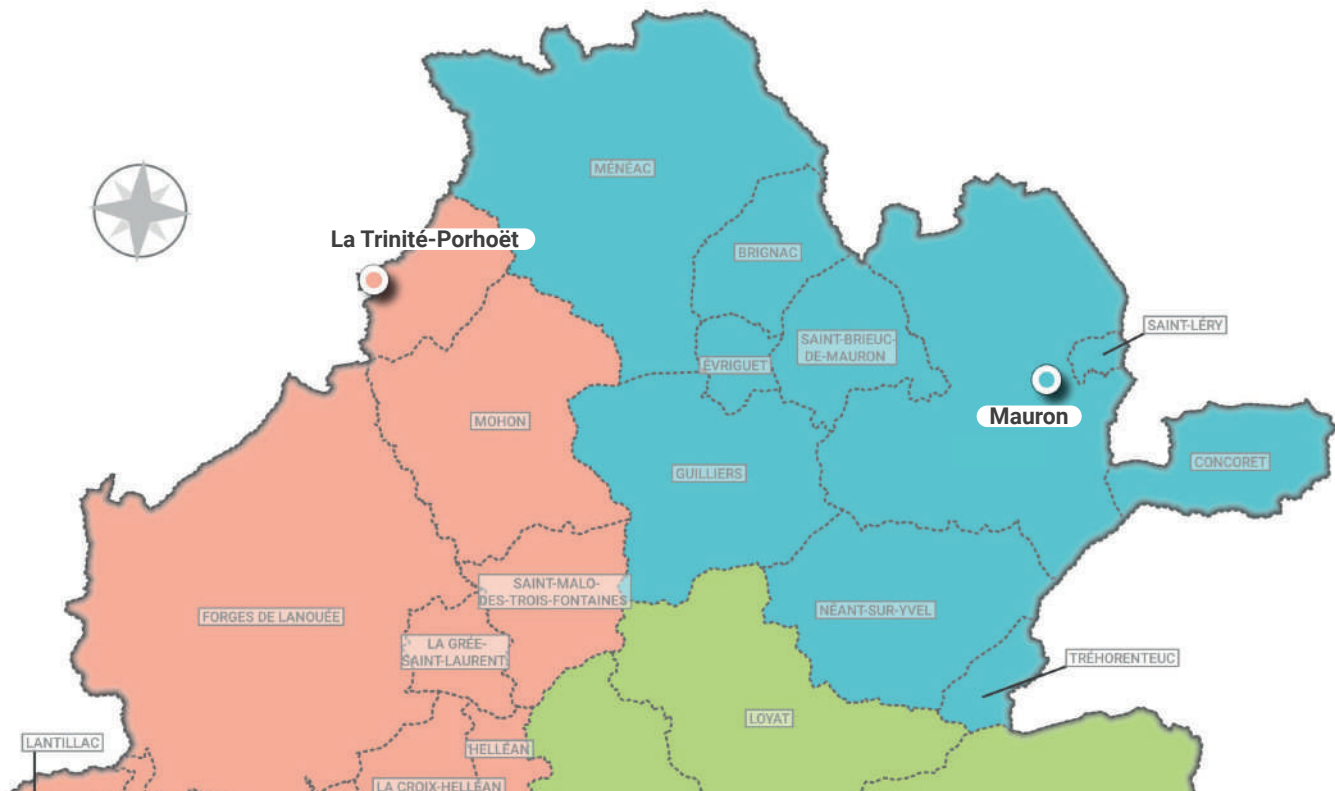 MÉNÉAC
La Trinité-Porhoët
BRIGNAC
SAINT-LÉRY
SAINT-BRIEUC-
DE-MAURON
ÉVRIGUET
Mauron
MOHON
CONCORET
GUILLIERS
SAINT-MALO-
DES-TROIS-FONTAINES
NÉANT-SUR-YVEL
FORGES DE LANOUÉE
LA GRÉE-
SAINT-LAURENT
TRÉHORENTEUC
LOYAT
LANTILLAC
HELLÉAN
LA CROIX-HELLÉAN